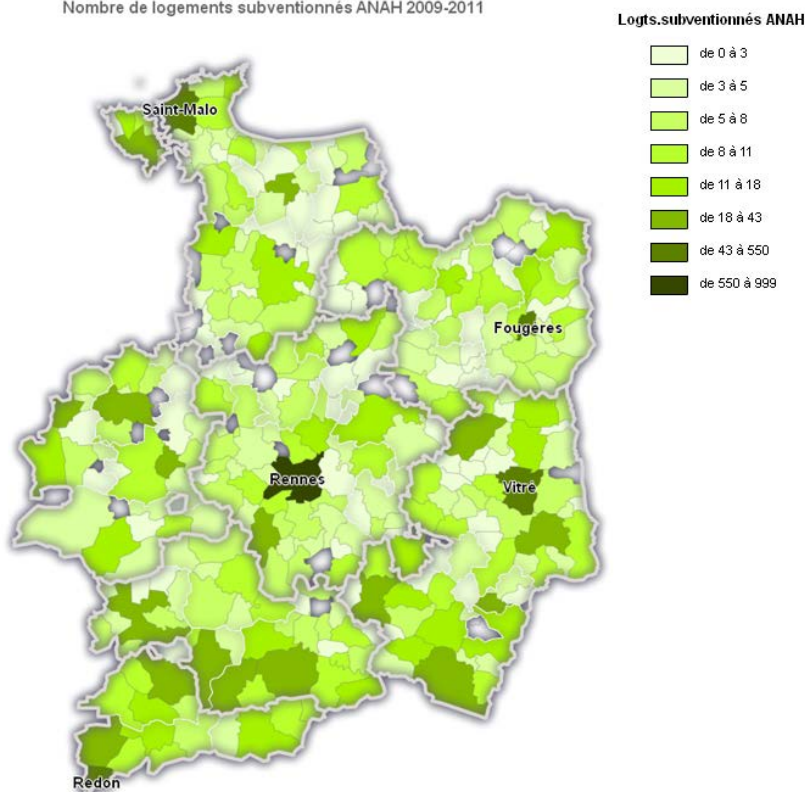 Nombre de logements subventionnés ANAH 2009-2011
Logts.subventionnés ANAH
de 0 à 3
de 3 à 5
de 5 à 8
de 8 à 11
de 11 à 18
de 18 à 43
de 43 à 550
de 550 à 999
Saint-Malo
Fougères
Rennes
Vitré
Redon